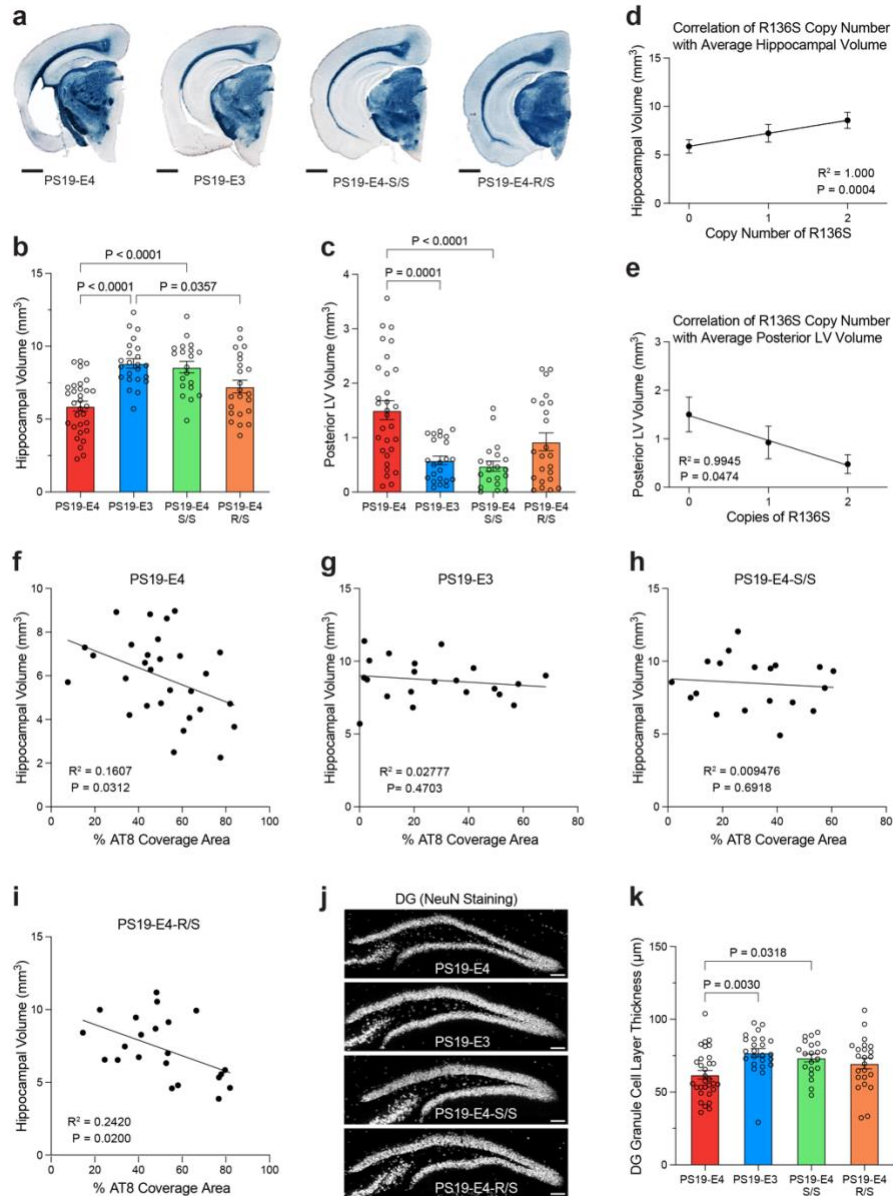 a
PS19-E4
PS19-E3
PS19-E4-S/S
PS19-E4-R/S
b
Hippocampal Volume (mm³)
15
10
5
0
P < 0.0001
P <0.0001
P = 0.0357
PS19-E4
PS19-E3
PS19-E4
S/S
PS19-E4
R/S
c
Posterior LV Volume (mm³)
4
3
2
1
0
P < 0.0001
P = 0.0001
PS19-E4
PS19-E3
PS19-E4
S/S
PS19-E4
R/S
d
Correlation of R136S Copy Number
with Average Hippocampal Volume
Hippocampal Volume (mm³)
15
10
5
0
R² = 1.000
P = 0.0004
0
1
2
Copy Number of R136S
e
Correlation of R136S Copy Number
with Average Posterior LV Volume
Posterior LV Volume (mm³)
4
3
2
1
0
R² = 0.9945
P = 0.0474
0
1
2
Copies of R136S
f
PS19-E4
Hippocampal Volume (mm³)
10
8
6
4
2
0
R² = 0.1607
P = 0.0312
0
20
40
60
80
100
% AT8 Coverage Area
g
PS19-E3
Hippocampal Volume (mm³)
15
10
5
0
R² = 0.02777
P = 0.4703
0
20
40
60
80
% AT8 Coverage Area
h
PS19-E4-S/S
Hippocampal Volume (mm³)
15
10
5
0
R² = 0.009476
P = 0.6918
0
20
40
60
80
% AT8 Coverage Area
i
PS19-E4-R/S
Hippocampal Volume (mm³)
15
10
5
0
R² = 0.2420
P = 0.0200
0
20
40
60
80
100
% AT8 Coverage Area
j
DG (NeuN Staining)
PS19-E4
PS19-E3
PS19-E4-S/S
PS19-E4-R/S
k
DG Granule Cell Layer Thickness (µm)
150
100
50
0
P = 0.0318
P = 0.0030
PS19-E4
PS19-E3
PS19-E4
S/S
PS19-E4
R/S